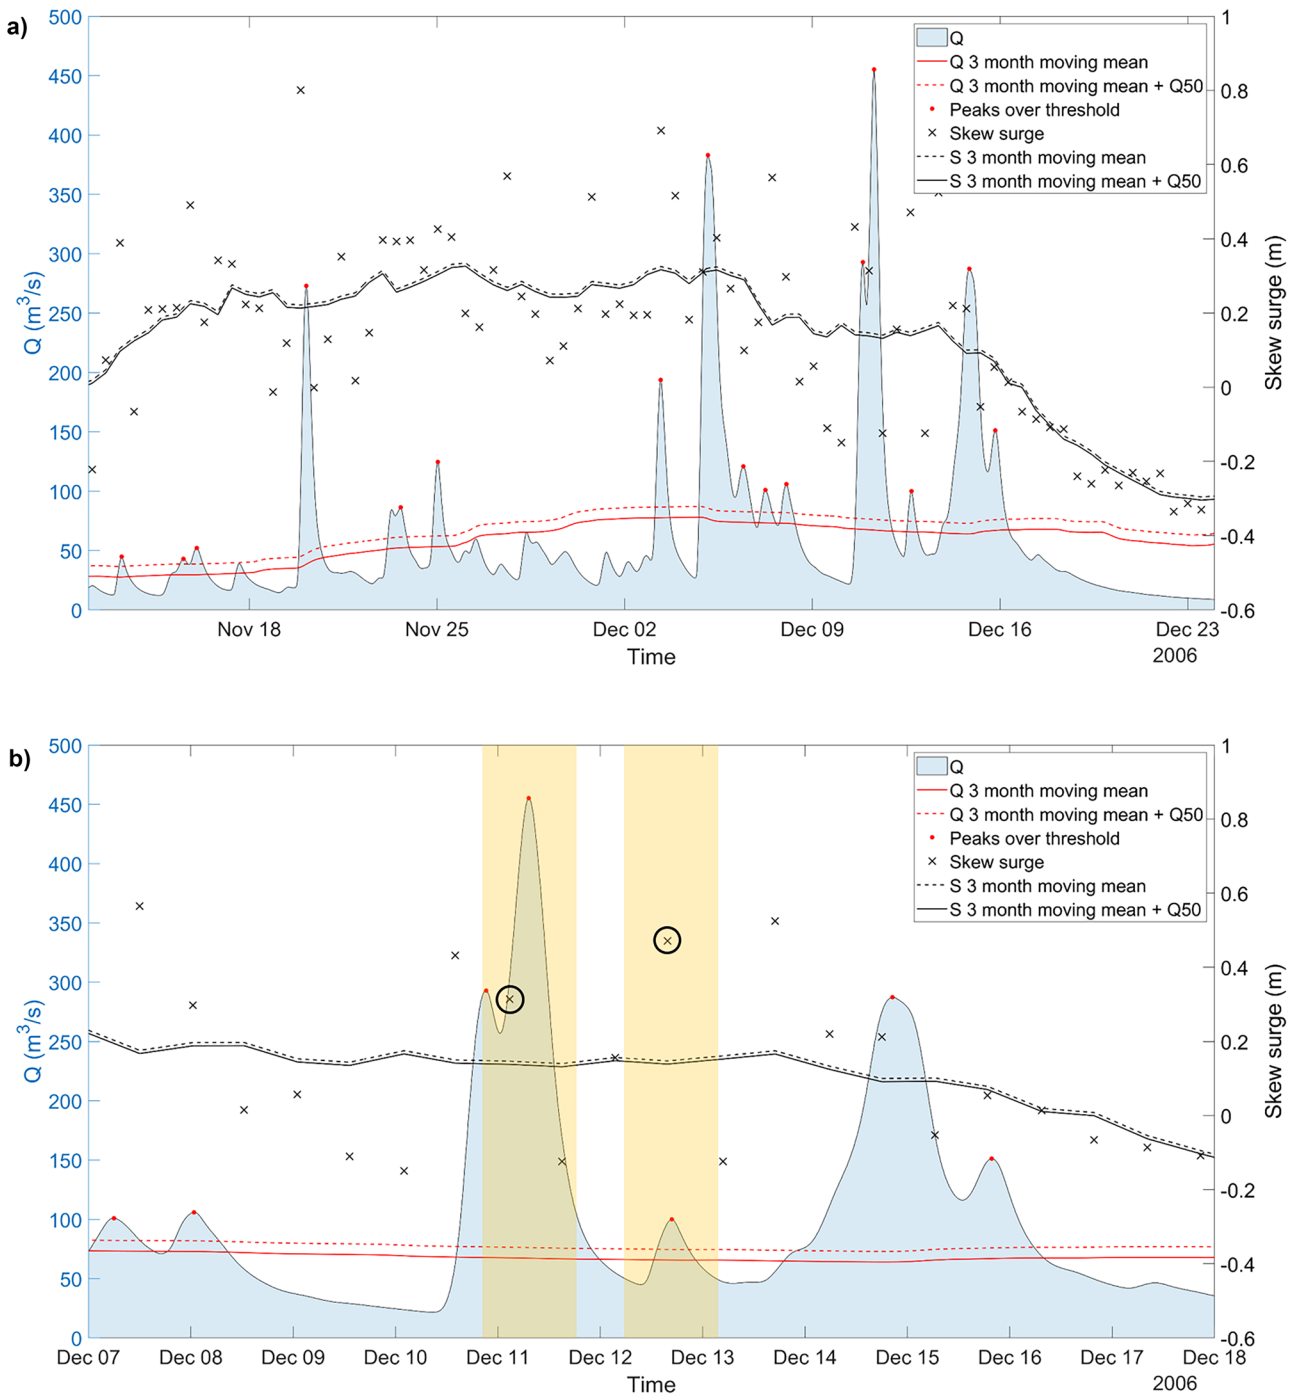 a)
500
450
400
350
300
250
200
150
100
50
0
Q (m³/s)
1
0.8
0.6
0.4
0.2
0
-0.2
-0.4
-0.6
Skew surge (m)
Q
Q 3 month moving mean
Q 3 month moving mean + Q50
Peaks over threshold
Skew surge
S 3 month moving mean
S 3 month moving mean + Q50
Nov 18 Nov 25 Dec 02 Dec 09 Dec 16 Dec 23
2006
Time
b)
500
450
400
350
300
250
200
150
100
50
0
Q (m³/s)
1
0.8
0.6
0.4
0.2
0
-0.2
-0.4
-0.6
Skew surge (m)
Q
Q 3 month moving mean
Q 3 month moving mean + Q50
Peaks over threshold
Skew surge
S 3 month moving mean
S 3 month moving mean + Q50
Dec 07 Dec 08 Dec 09 Dec 10 Dec 11 Dec 12 Dec 13 Dec 14 Dec 15 Dec 16 Dec 17 Dec 18
2006
Time